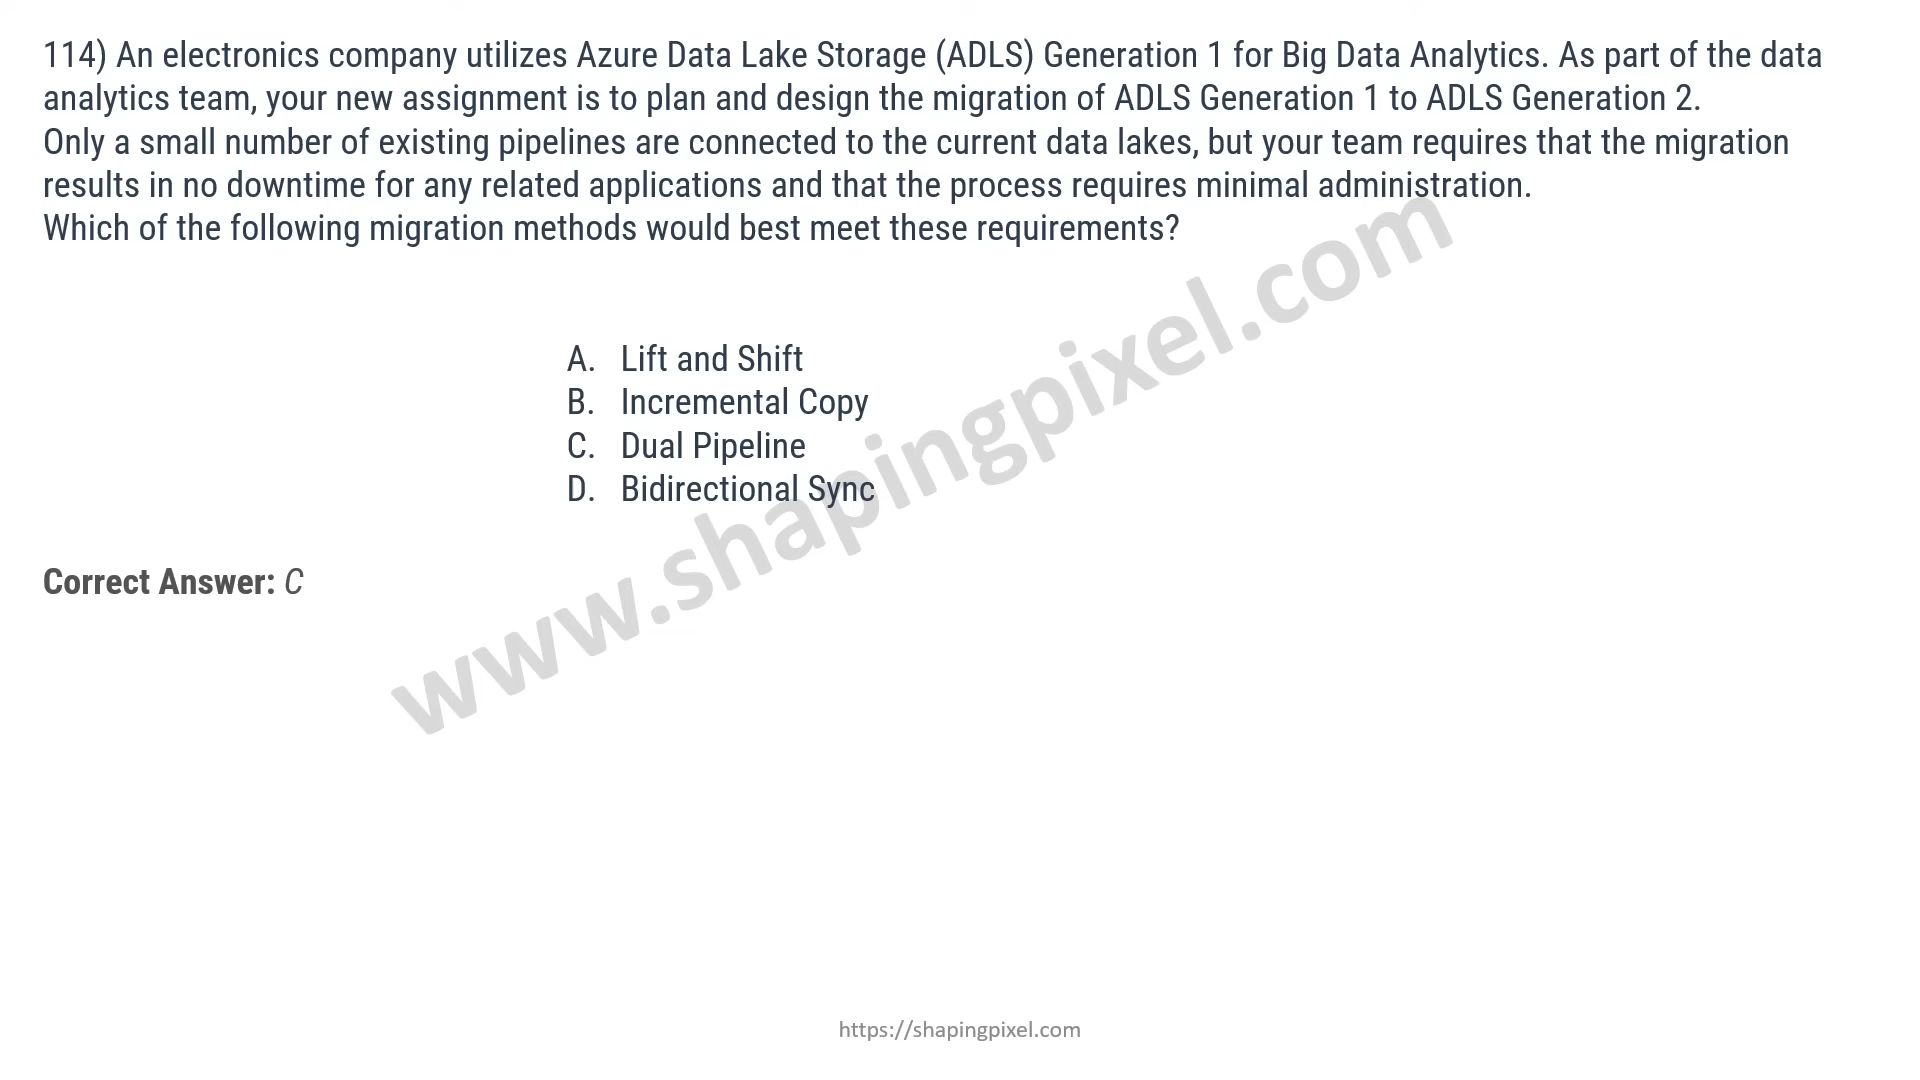 114) An electronics company utilizes Azure Data Lake Storage (ADLS) Generation 1 for Big Data Analytics. As part of the data
analytics team, your new assignment is to plan and design the migration of ADLS Generation 1 to ADLS Generation 2.
Only a small number of existing pipelines are connected to the current data lakes, but your team requires that the migration
results in no downtime for any related applications and that the process requires minimal administration.
Which of the following migration methods would best meet these requirements?
A. Lift and Shift
B. Incremental Copy
C. Dual Pipeline
D. Bidirectional Sync
Correct Answer: C
www.shapingpixel.com
https://shapingpixel.com